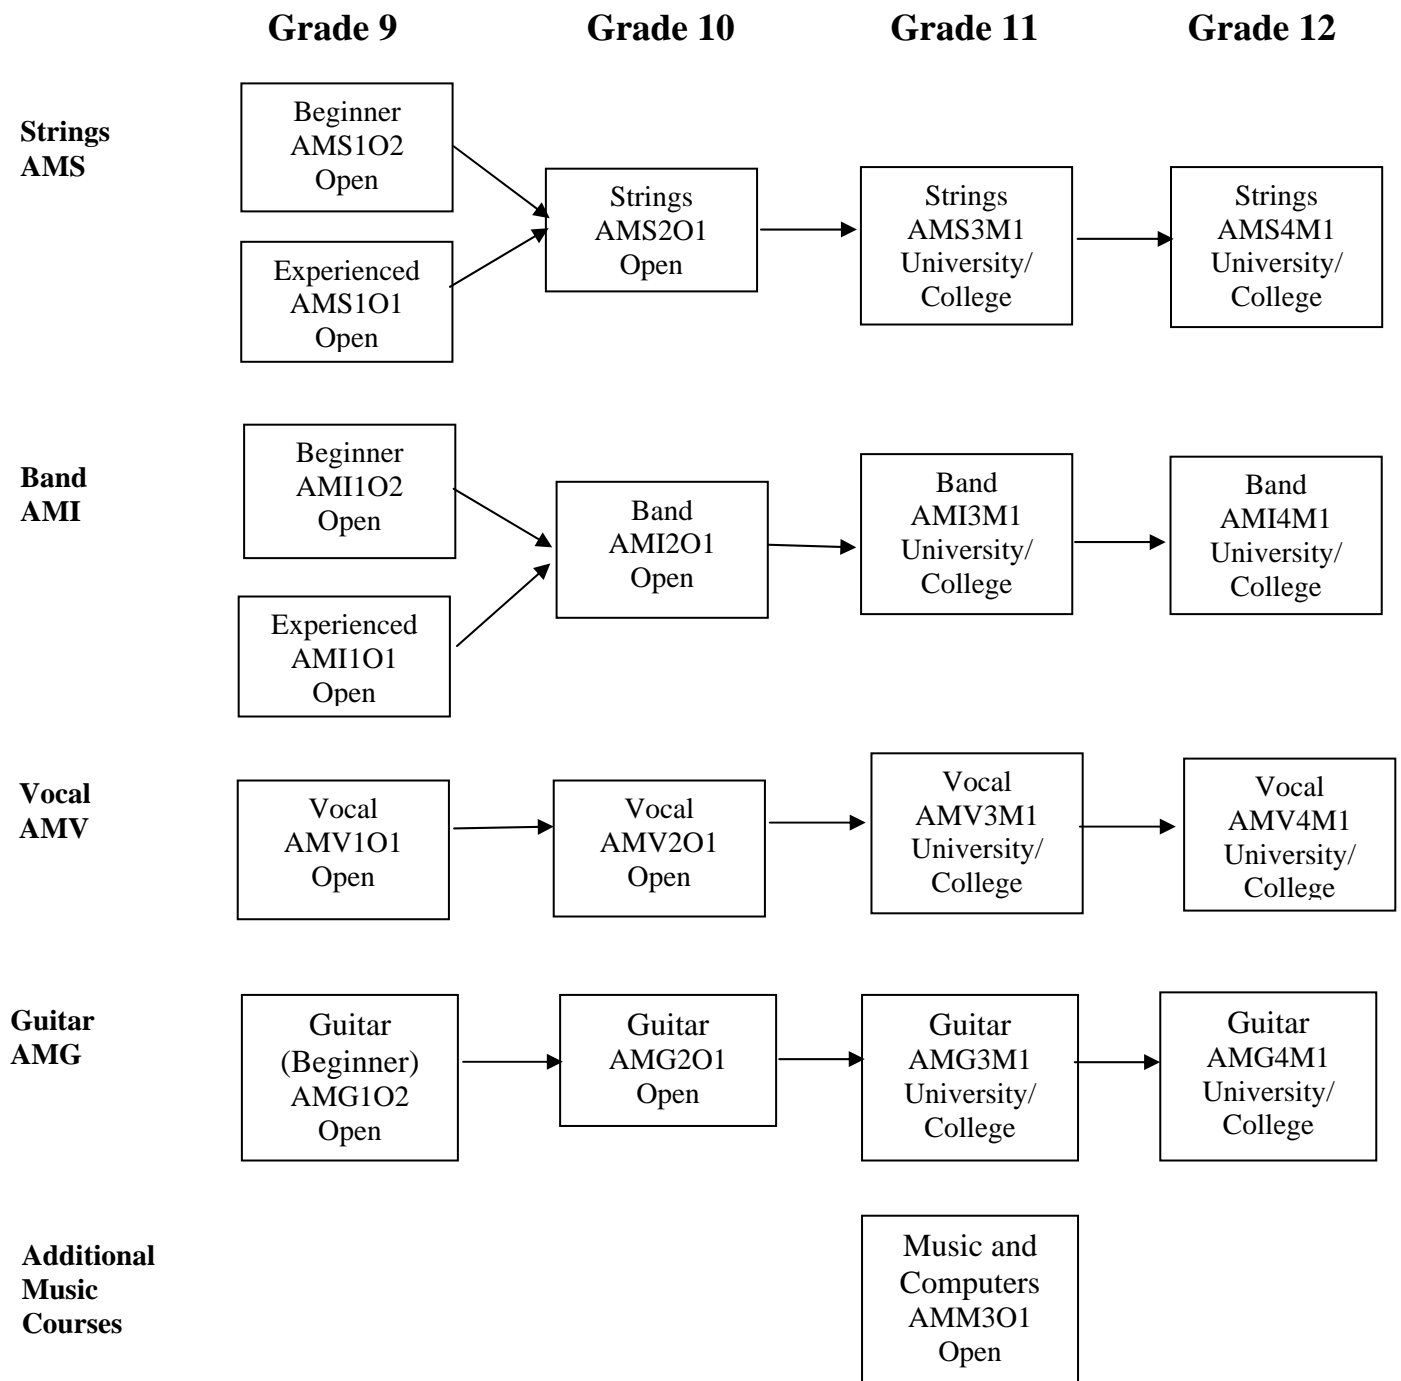 Grade 9 Grade 10 Grade 11 Grade 12
Strings
AMS
Beginner
AMS1O2
Open
Experienced
AMS1O1
Open
Strings
AMS2O1
Open
Strings
AMS3M1
University/
College
Strings
AMS4M1
University/
College
Band
AMI
Beginner
AMI1O2
Open
Experienced
AMI1O1
Open
Band
AMI2O1
Open
Band
AMI3M1
University/
College
Band
AMI4M1
University/
College
Vocal
AMV
Vocal
AMV1O1
Open
Vocal
AMV2O1
Open
Vocal
AMV3M1
University/
College
Vocal
AMV4M1
University/
College
Guitar
AMG
Guitar
(Beginner)
AMG1O2
Open
Guitar
AMG2O1
Open
Guitar
AMG3M1
University/
College
Guitar
AMG4M1
University/
College
Additional
Music
Courses
Music and
Computers
AMM3O1
Open